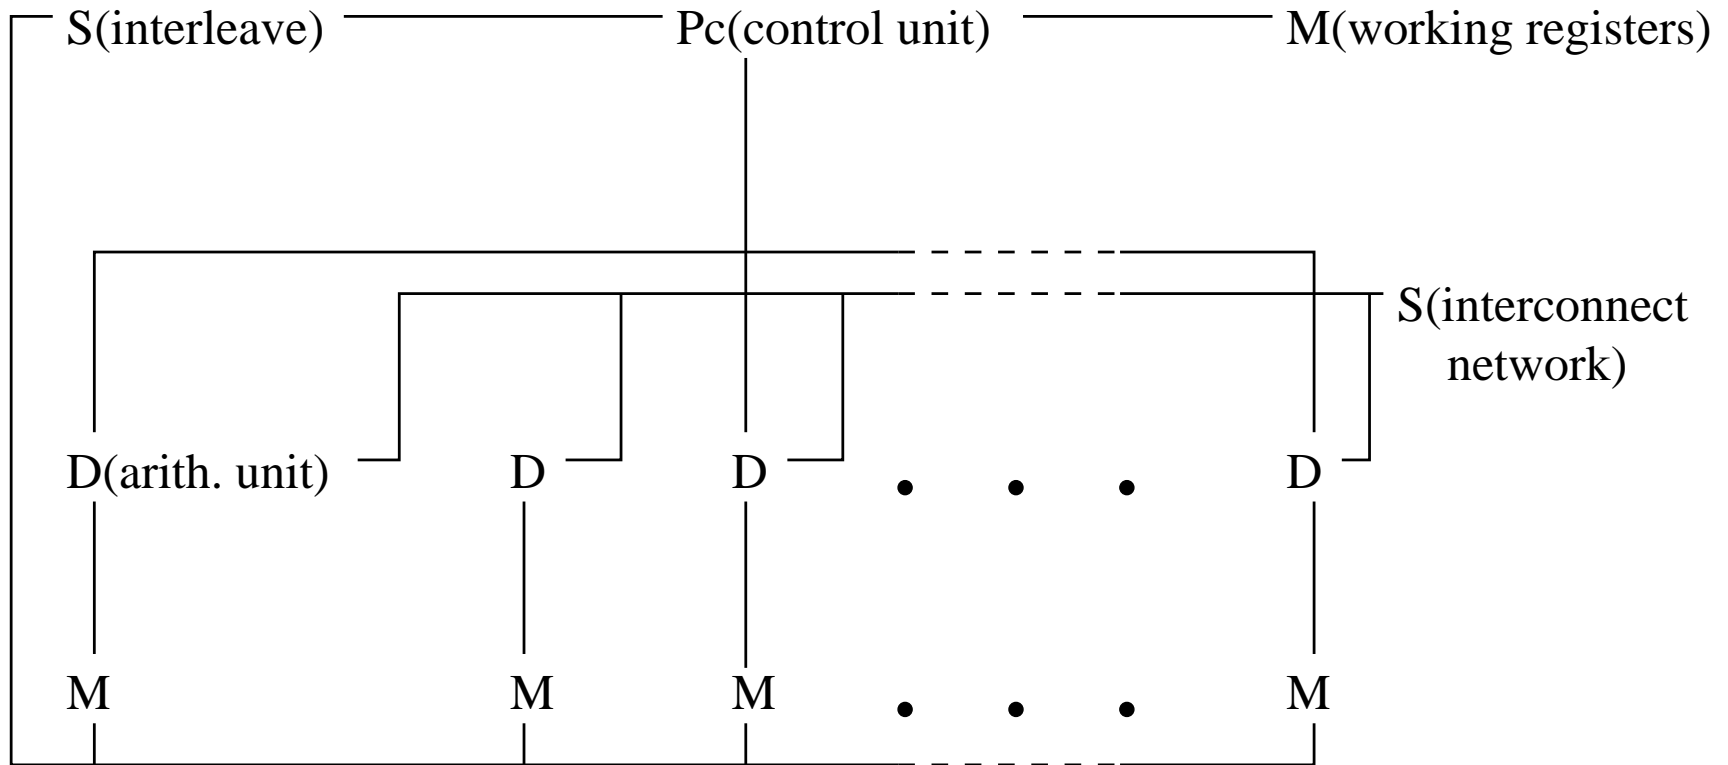 S(interleave) Pc(control unit) M(working registers)
S(interconnect
network)
D(arith. unit) D D D
M M M M